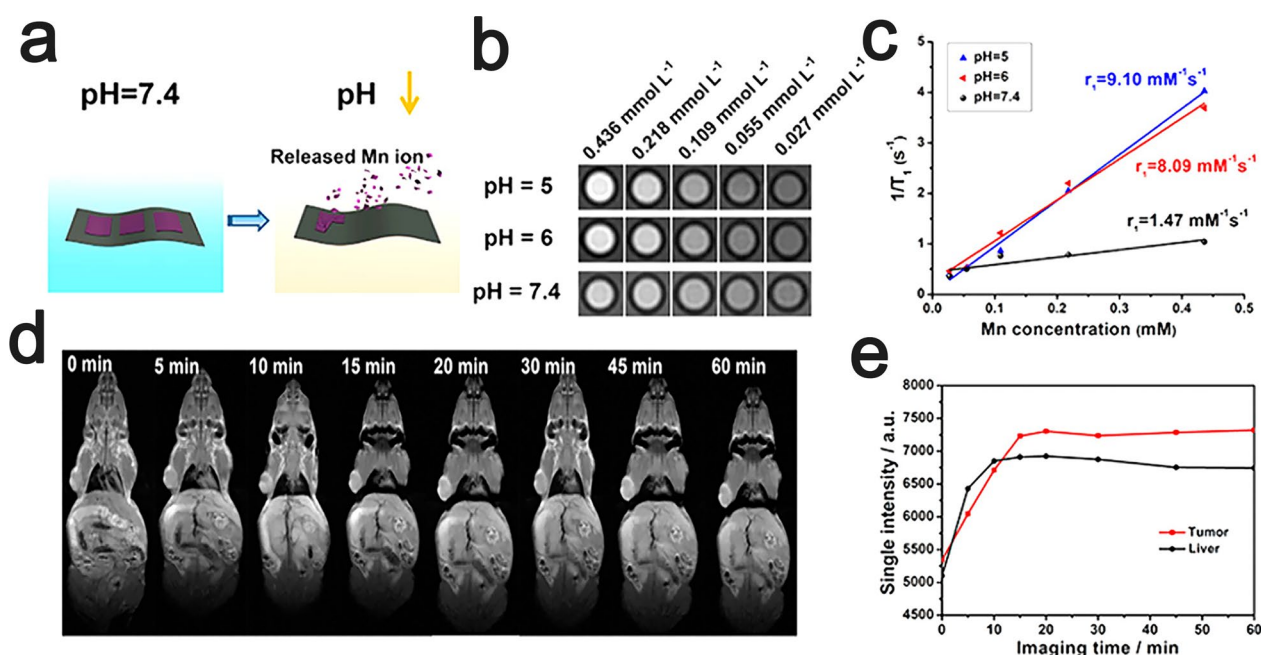 a
pH=7.4
pH
Released Mn ion
b
0.436 mmol L⁻¹
0.218 mmol L⁻¹
0.109 mmol L⁻¹
0.055 mmol L⁻¹
0.027 mmol L⁻¹
pH = 5
pH = 6
pH = 7.4
c
5
4
3
2
1
0
0.0 0.1 0.2 0.3 0.4 0.5
1/T₁ (s⁻¹)
Mn concentration (mM)
pH=5
pH=6
pH=7.4
r₁=9.10 mM⁻¹s⁻¹
r₁=8.09 mM⁻¹s⁻¹
r₁=1.47 mM⁻¹s⁻¹
d
0 min 5 min 10 min 15 min 20 min 30 min 45 min 60 min
e
8000
7500
7000
6500
6000
5500
5000
4500
0 10 20 30 40 50 60
Single intensity / a.u.
Imaging time / min
Tumor
Liver